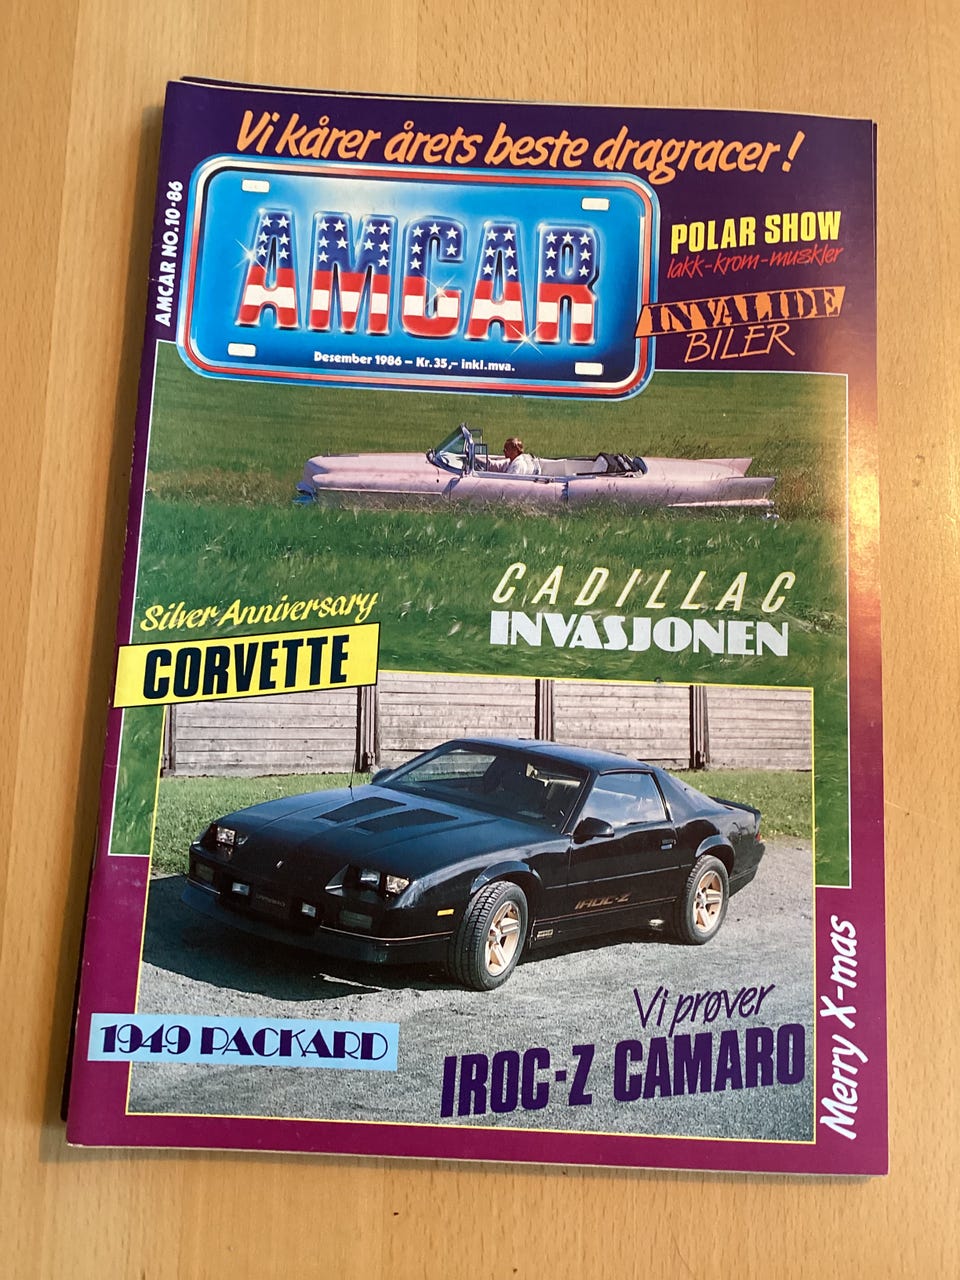 Vi kårer årets beste dragracer!
AMCAR NO.10-86
AMCAR
Desember 1986 – Kr. 35,– inkl.mva.
POLAR SHOW
lakk-krom-muskler
INVALIDE
BILER
CADILLAC
INVASJONEN
Silver Anniversary
CORVETTE
IROC-Z
1949 PACKARD
Vi prøver
IROC-Z CAMARO
Merry X-mas